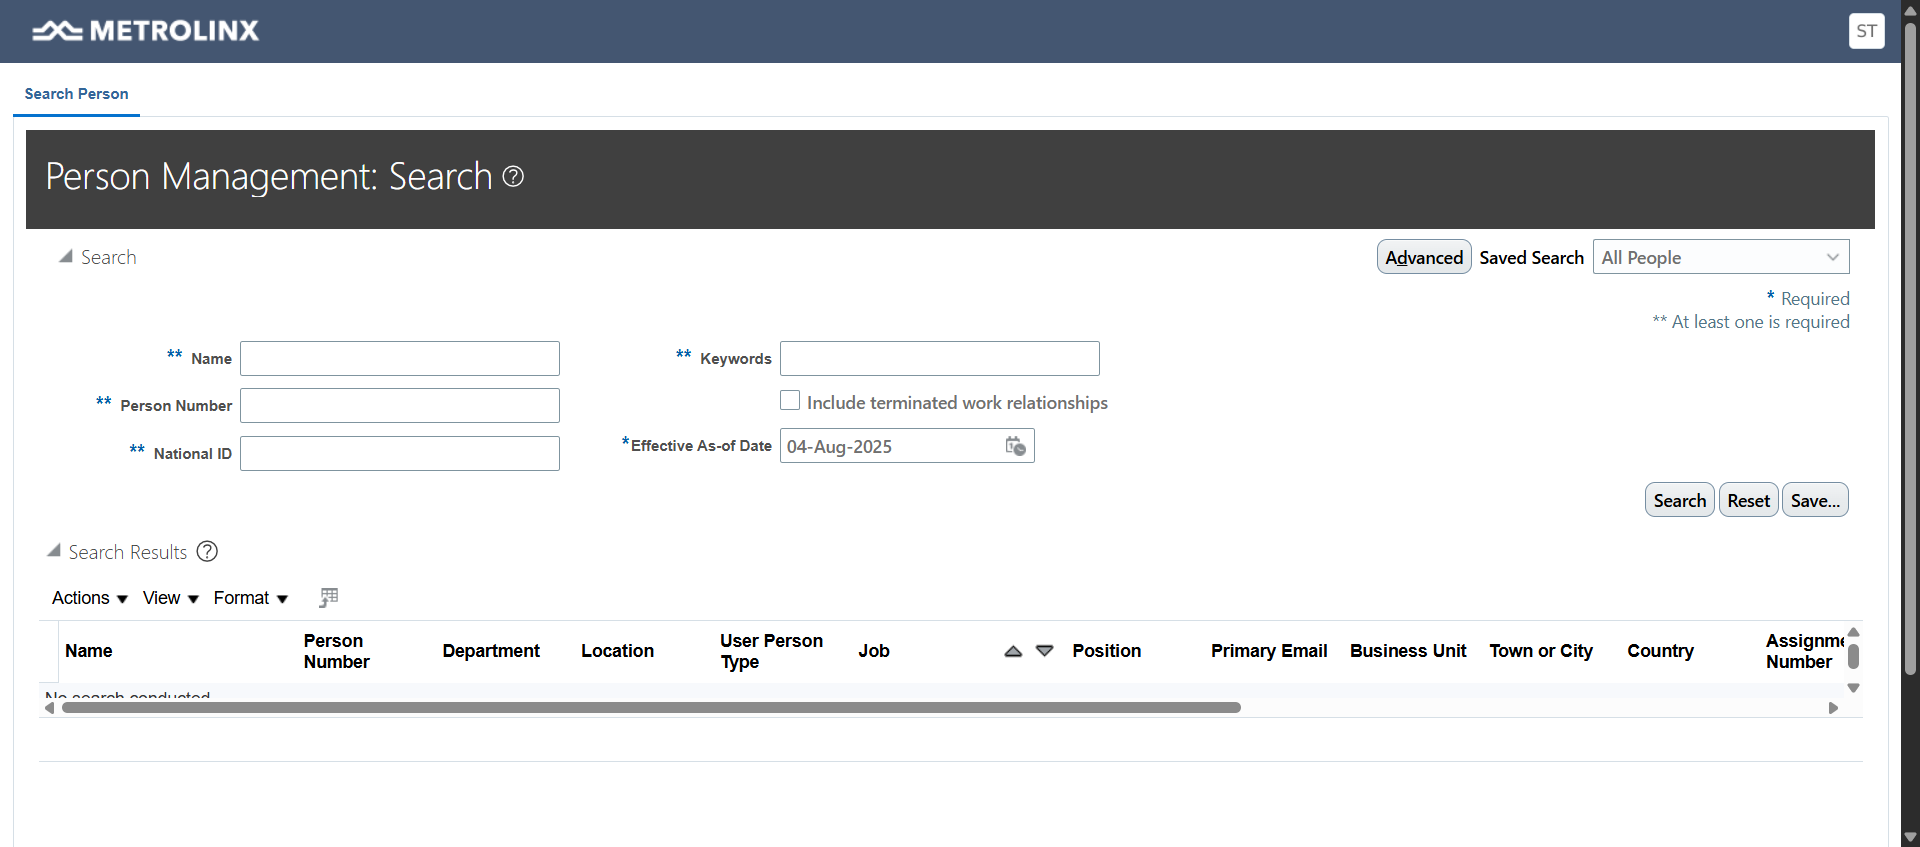 METROLINX
ST
Search Person
Person Management: Search ?
Search
Advanced Saved Search All People
* Required
** At least one is required
** Name
** Keywords
** Person Number
Include terminated work relationships
** National ID
*Effective As-of Date 04-Aug-2025
Search Reset Save...
Search Results ?
Actions View Format
Name Person Number Department Location User Person Type Job Position Primary Email Business Unit Town or City Country Assignme Number
No search conducted